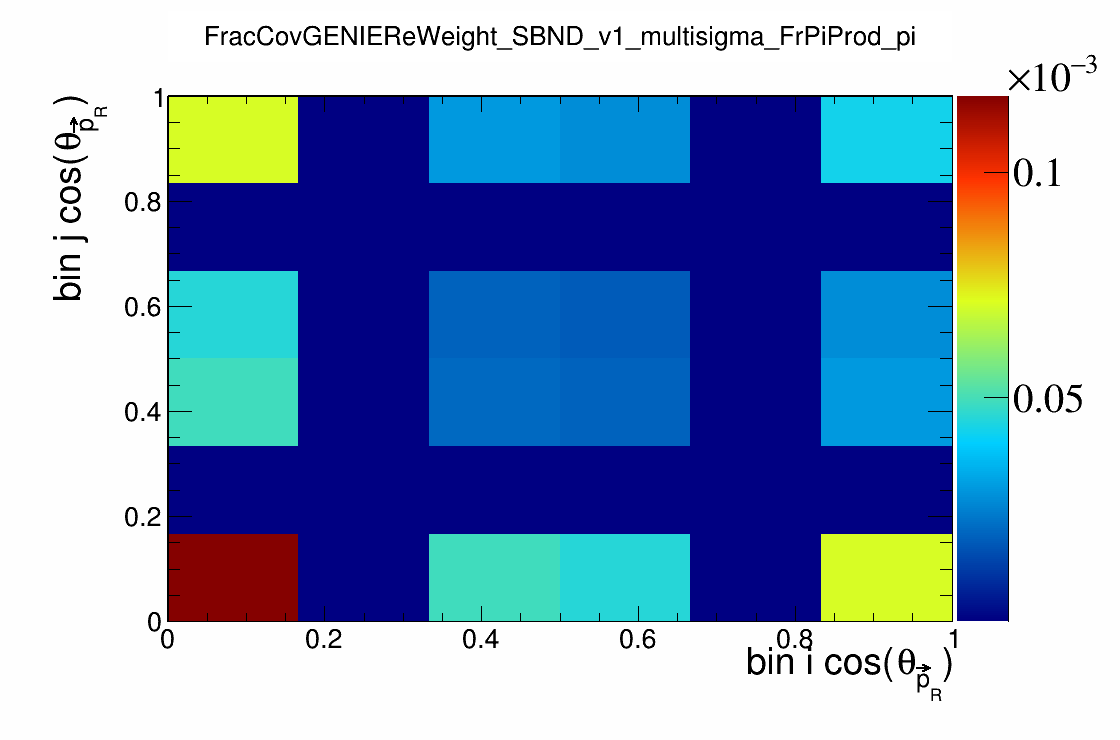 FracCovGENIEReWeight_SBND_v1_multisigma_FrPiProd_pi
×10⁻³
bin j cos(θ_p⃗_R)
1
0.8
0.6
0.4
0.2
0
0.1
0.05
0 0.2 0.4 0.6 0.8 1
bin i cos(θ_p⃗_R)